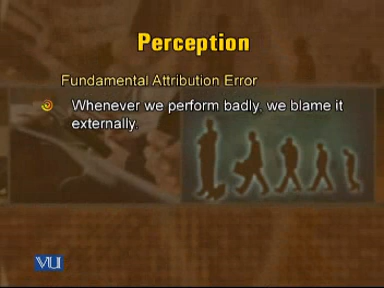 Perception
Fundamental Attribution Error
Whenever we perform badly, we blame it
externally.
VU